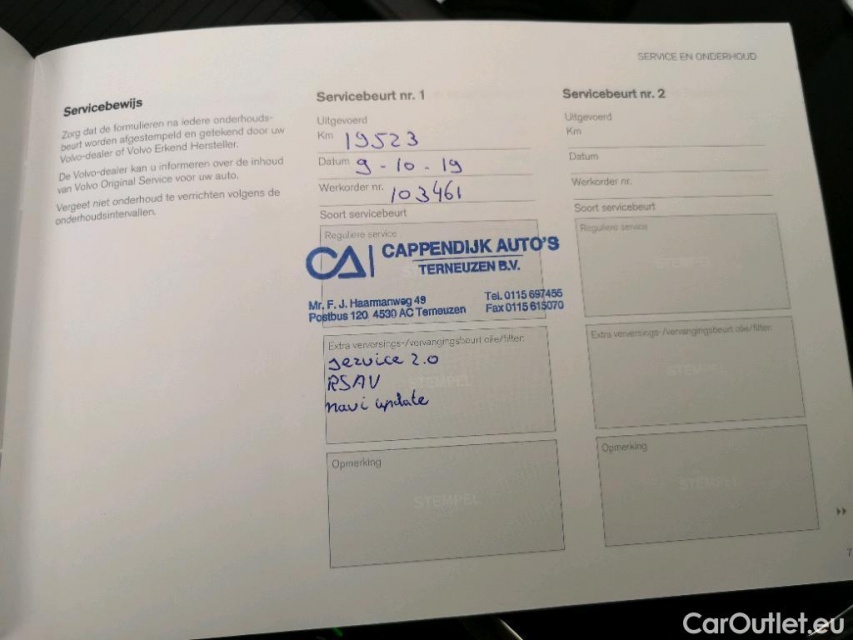 SERVICE EN ONDERHOUD
Servicebewijs
Zorg dat de formulieren na iedere onderhouds-
beurt worden afgestempeld en getekend door uw
Volvo-dealer of Volvo Erkend Hersteller.
De Volvo-dealer kan u informeren over de inhoud
van Volvo Original Service voor uw auto.
Vergeet niet onderhoud te verrichten volgens de
onderhoudsintervallen.
Servicebeurt nr. 1
Uitgevoerd
Km 19523
Datum 9-10-19
Werkorder nr. 103461
Soort servicebeurt
Reguliere service
CA CAPPENDIJK AUTO'S
TERNEUZEN B.V.
Mr. F. J. Haarmanweg 49 Tel. 0115 697455
Postbus 120 4530 AC Terneuzen Fax 0115 615070
Extra verversings-/vervangingsbeurt olie/filter:
service 2.0
RSAV
navi update
STEMPEL
Opmerking
STEMPEL
Servicebeurt nr. 2
Uitgevoerd
Km
Datum
Werkorder nr.
Soort servicebeurt
Reguliere service
STEMPEL
Extra verversings-/vervangingsbeurt olie/filter:
STEMPEL
Opmerking
STEMPEL
7
CarOutlet.eu